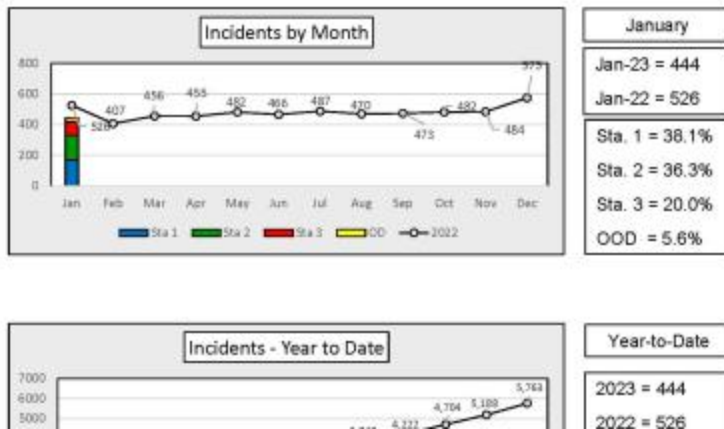 Incidents by Month
800
600
400
200
0
526
407
456
455
482
466
487
470
473
482
484
575
Jan Feb Mar Apr May Jun Jul Aug Sep Oct Nov Dec
Sta 1 Sta 2 Sta 3 OD 2022
January
Jan-23 = 444
Jan-22 = 526
Sta. 1 = 38.1%
Sta. 2 = 36.3%
Sta. 3 = 20.0%
OOD = 5.6%
Incidents - Year to Date
7000
6000
5000
4,222
4,704
5,188
5,763
Year-to-Date
2023 = 444
2022 = 526